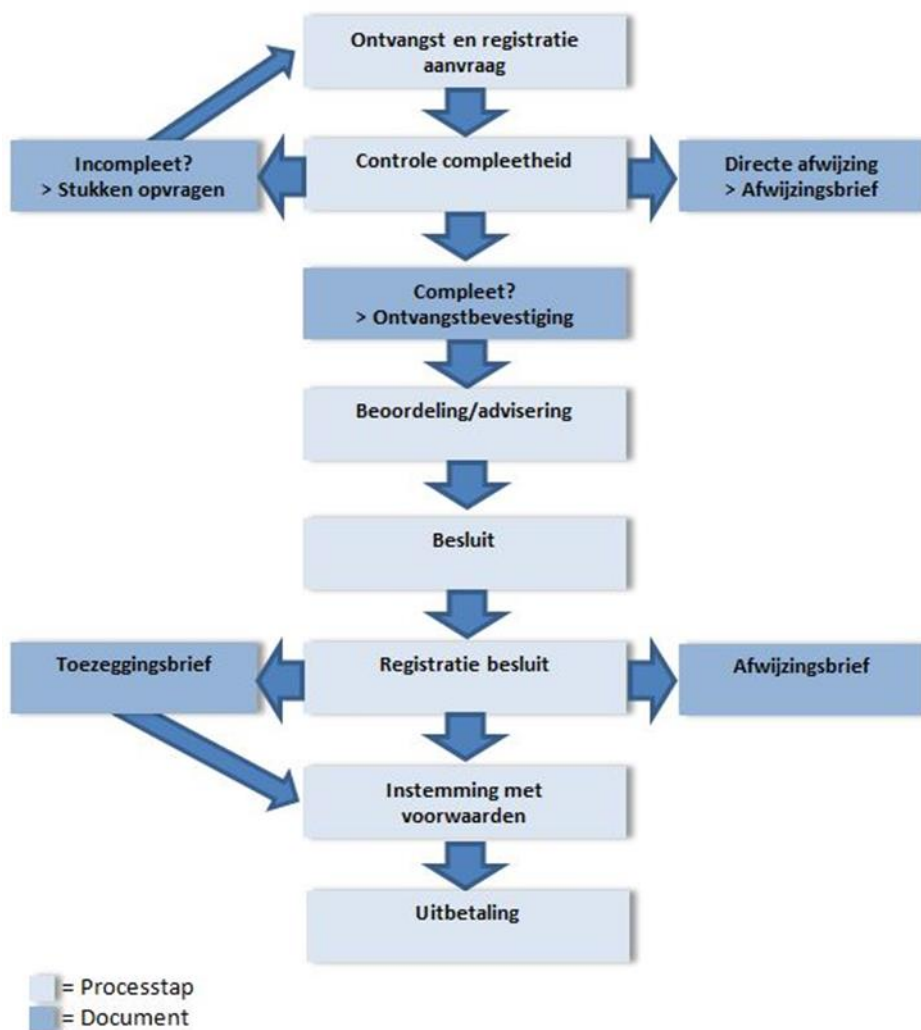 Ontvangst en registratie
aanvraag
Incompleet?
> Stukken opvragen
Controle compleetheid
Directe afwijzing
> Afwijzingsbrief
Compleet?
> Ontvangstbevestiging
Beoordeling/advisering
Besluit
Toezeggingsbrief
Registratie besluit
Afwijzingsbrief
Instemming met
voorwaarden
Uitbetaling
= Processtap
= Document